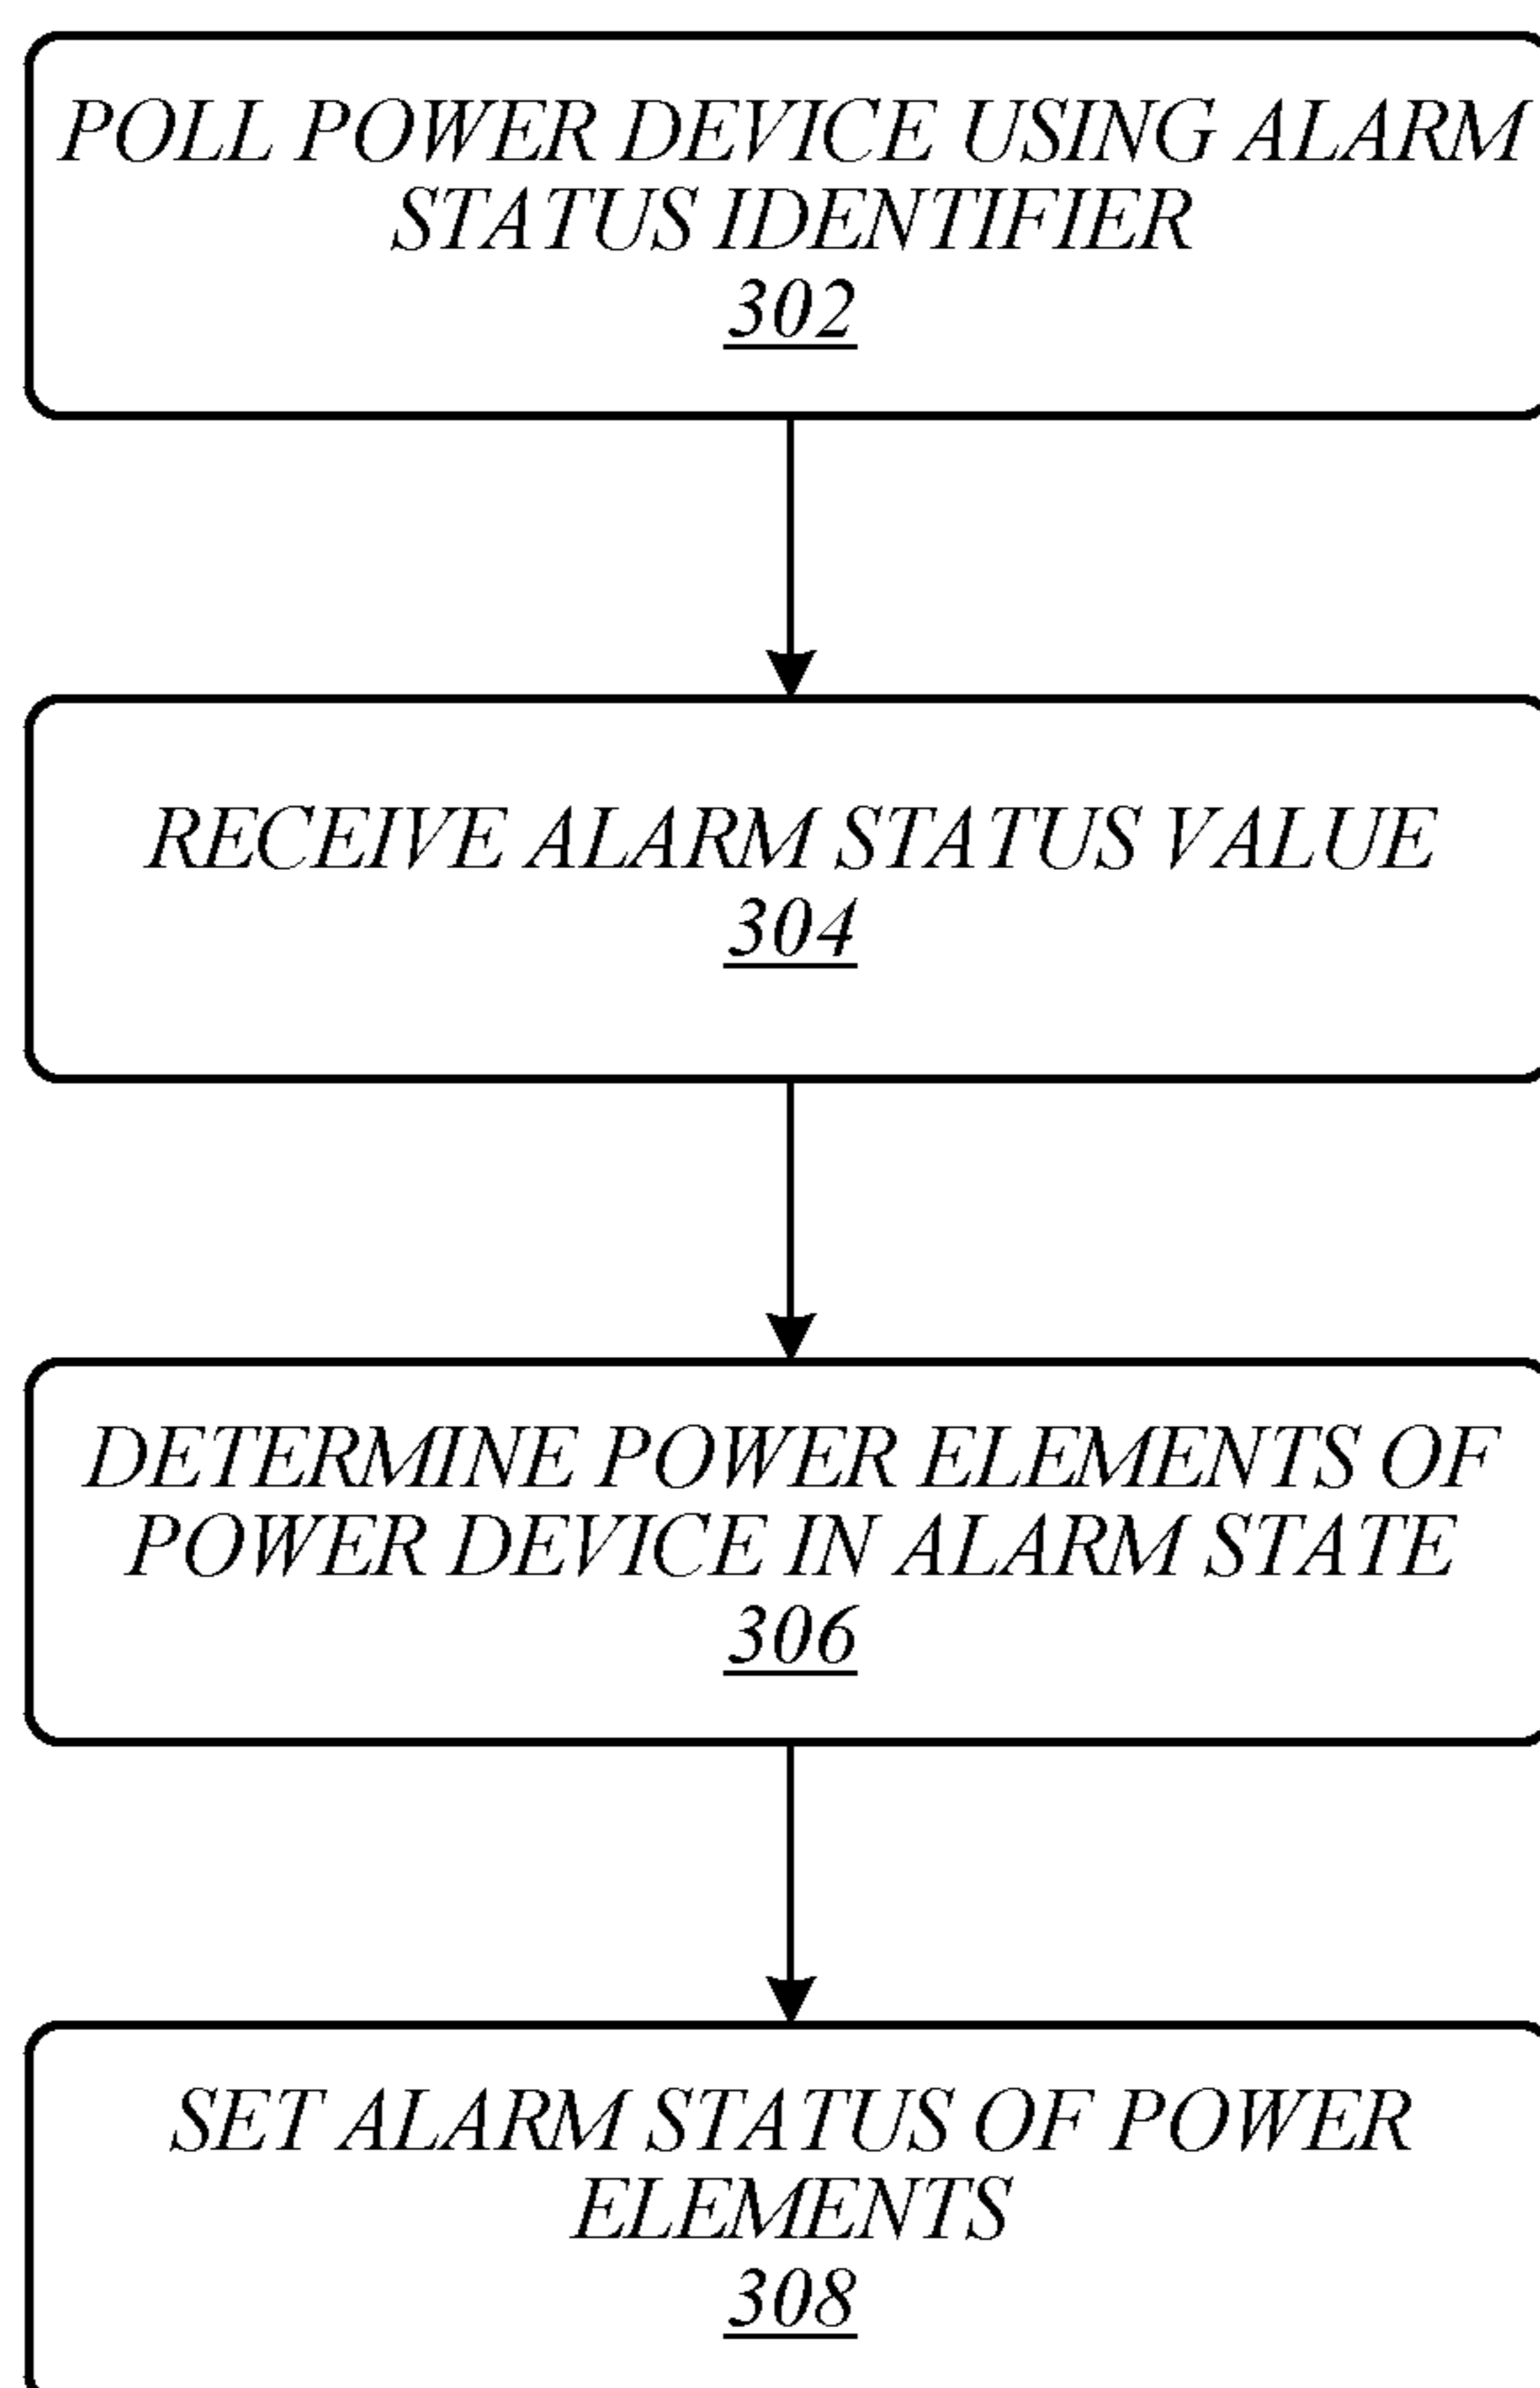 POLL POWER DEVICE USING ALARM
STATUS IDENTIFIER
302
RECEIVE ALARM STATUS VALUE
304
DETERMINE POWER ELEMENTS OF
POWER DEVICE IN ALARM STATE
306
SET ALARM STATUS OF POWER
ELEMENTS
308